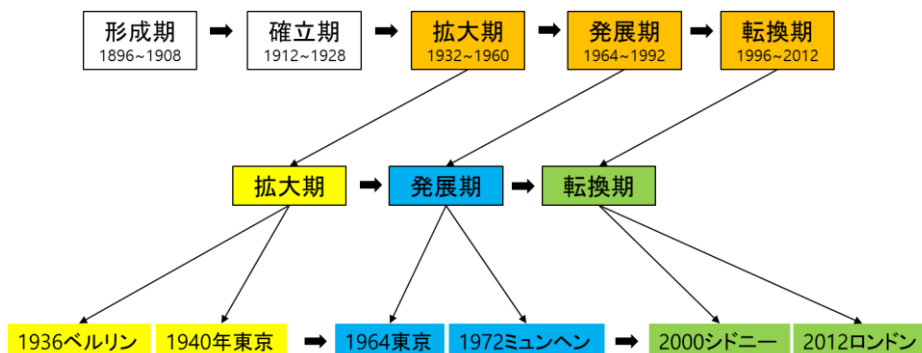 形成期
1896~1908
確立期
1912~1928
拡大期
1932~1960
発展期
1964~1992
転換期
1996~2012
拡大期
発展期
転換期
1936ベルリン
1940年東京
1964東京
1972ミュンヘン
2000シドニー
2012ロンドン